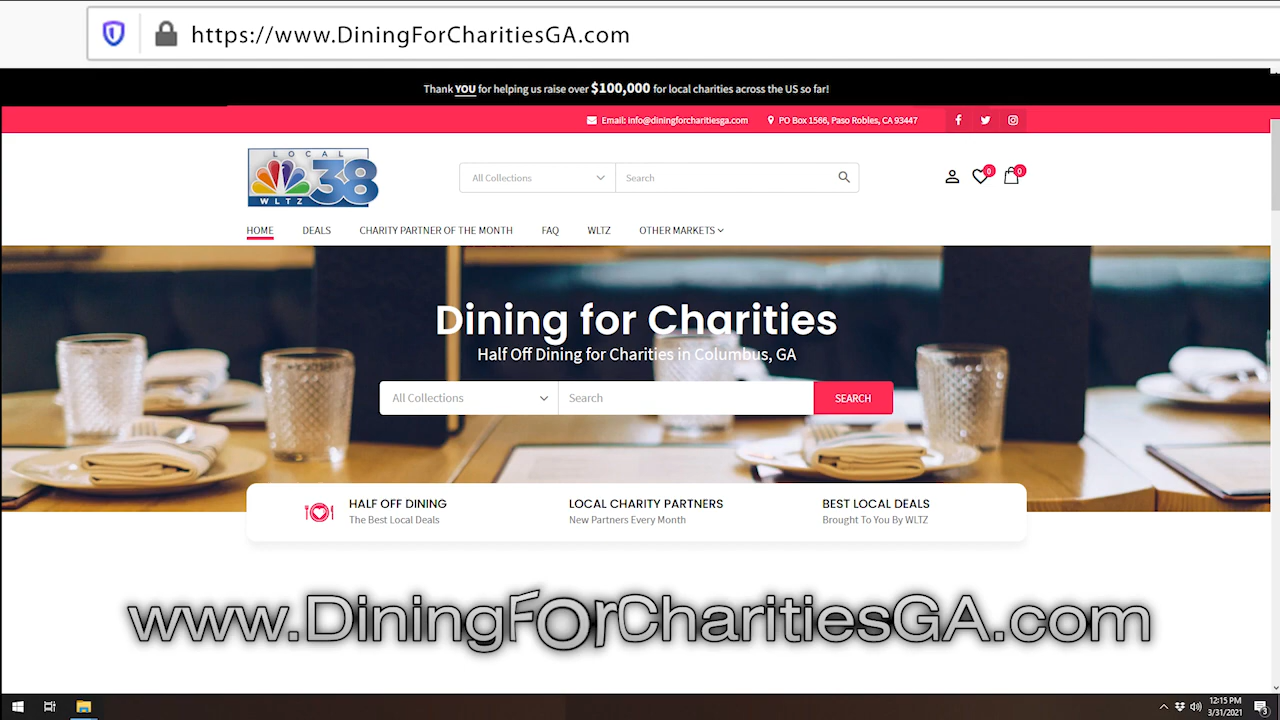 https://www.DiningForCharitiesGA.com
Thank YOU for helping us raise over $100,000 for local charities across the US so far!
Email: info@diningforcharitiesga.com PO Box 1566, Paso Robles, CA 93447
LOCAL
38
WLTZ
All Collections Search
0 0
HOME DEALS CHARITY PARTNER OF THE MONTH FAQ WLTZ OTHER MARKETS
Dining for Charities
Half Off Dining for Charities in Columbus, GA
All Collections Search SEARCH
HALF OFF DINING LOCAL CHARITY PARTNERS BEST LOCAL DEALS
The Best Local Deals New Partners Every Month Brought To You By WLTZ
www.DiningForCharitiesGA.com
12:15 PM
3/31/2021
3